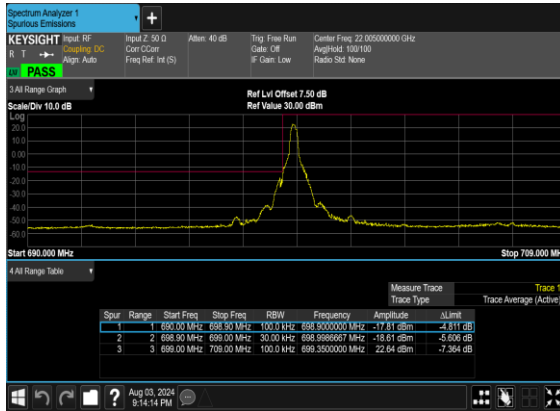 Spectrum Analyzer 1
Spurious Emissions
KEYSIGHT Input: RF Input Z: 50 Ω Atten: 40 dB Trig: Free Run Center Freq: 22.005000000 GHz
R T Coupling: DC Corr CCorr Gate: Off Avg|Hold: 100/100
Align: Auto Freq Ref: Int (S) IF Gain: Low Radio Std: None
LV PASS
3 All Range Graph Ref Lvl Offset 7.50 dB
Scale/Div 10.0 dB Ref Value 30.00 dBm
Log
20.0
10.0
0.00
-10.0
-20.0
-30.0
-40.0
-50.0
-60.0
Start 690.000 MHz Stop 709.000 MH
4 All Range Table
Measure Trace Trace 1
Trace Type Trace Average (Active)
Spur Range Start Freq Stop Freq RBW Frequency Amplitude ΔLimit
1 1 690.00 MHz 698.90 MHz 100.0 kHz 698.9000000 MHz -17.81 dBm -4.811 dB
2 2 698.90 MHz 699.00 MHz 30.00 kHz 698.9986667 MHz -18.61 dBm -5.606 dB
3 3 699.00 MHz 709.00 MHz 100.0 kHz 699.3500000 MHz 22.64 dBm -7.364 dB
Aug 03, 2024
9:14:14 PM